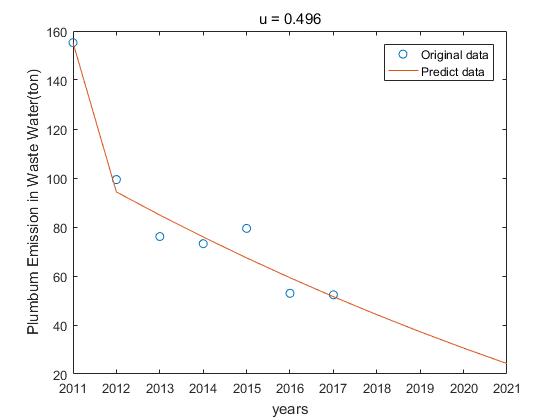 u = 0.496
160
140
120
100
80
60
40
20
Plumbum Emission in Waste Water(ton)
Original data
Predict data
2011 2012 2013 2014 2015 2016 2017 2018 2019 2020 2021
years